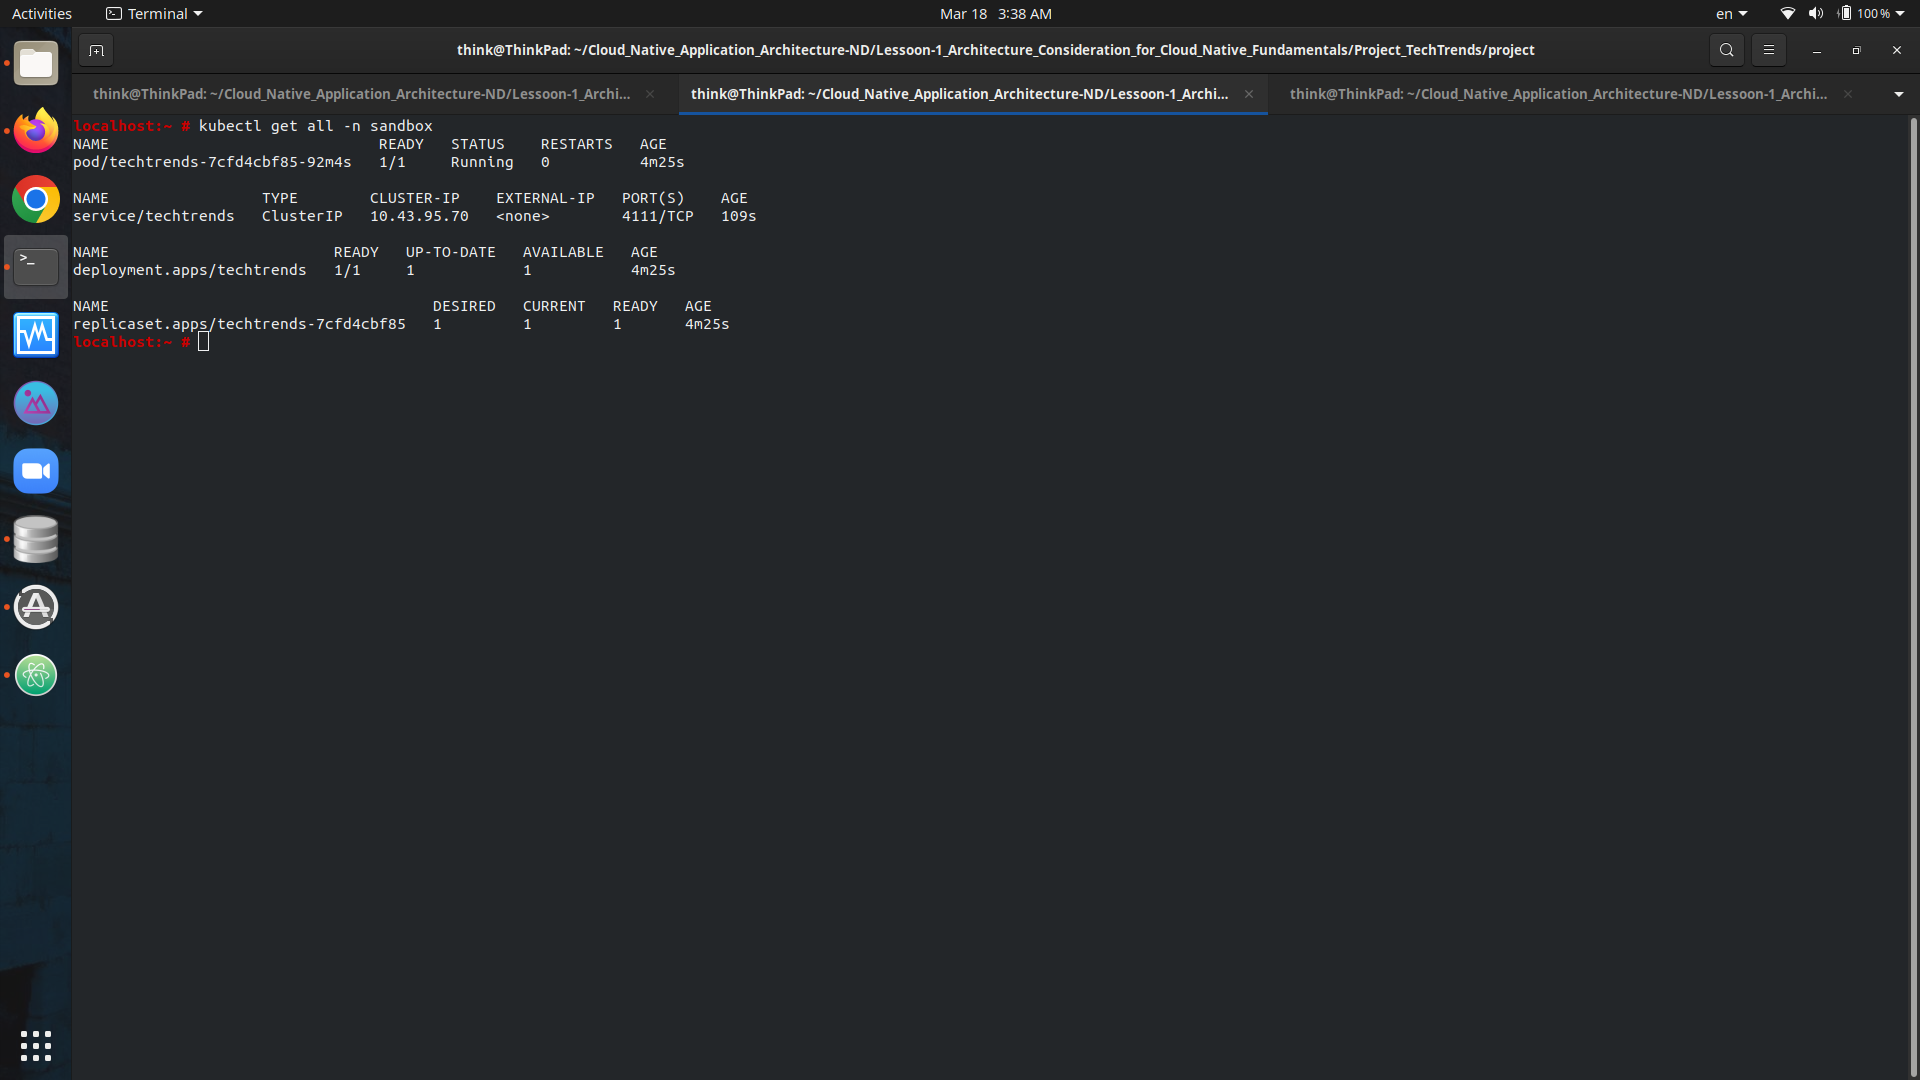 Activities Terminal Mar 18 3:38 AM en 100 %
think@ThinkPad: ~/Cloud_Native_Application_Architecture-ND/Lessoon-1_Architecture_Consideration_for_Cloud_Native_Fundamentals/Project_TechTrends/project
think@ThinkPad: ~/Cloud_Native_Application_Architecture-ND/Lessoon-1_Archi... think@ThinkPad: ~/Cloud_Native_Application_Architecture-ND/Lessoon-1_Archi... think@ThinkPad: ~/Cloud_Native_Application_Architecture-ND/Lessoon-1_Archi...
localhost:~ # kubectl get all -n sandbox
NAME READY STATUS RESTARTS AGE
pod/techtrends-7cfd4cbf85-92m4s 1/1 Running 0 4m25s
NAME TYPE CLUSTER-IP EXTERNAL-IP PORT(S) AGE
service/techtrends ClusterIP 10.43.95.70 <none> 4111/TCP 109s
NAME READY UP-TO-DATE AVAILABLE AGE
deployment.apps/techtrends 1/1 1 1 4m25s
NAME DESIRED CURRENT READY AGE
replicaset.apps/techtrends-7cfd4cbf85 1 1 1 4m25s
localhost:~ #